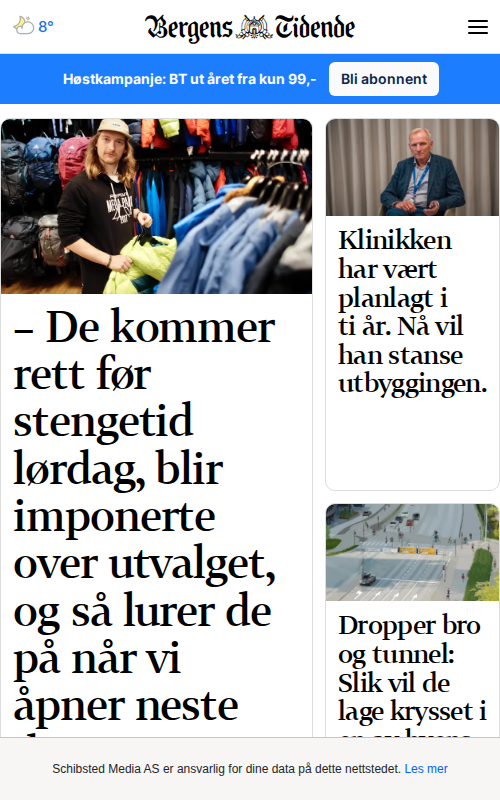 8°
Bergens Tidende
Høstkampanje: BT ut året fra kun 99,-
Bli abonnent
– De kommer
rett før
stengetid
lørdag, blir
imponerte
over utvalget,
og så lurer de
på når vi
åpner neste
Klinikken
har vært
planlagt i
ti år. Nå vil
han stanse
utbyggingen.
Dropper bro
og tunnel:
Slik vil de
lage krysset i
Schibsted Media AS er ansvarlig for dine data på dette nettstedet. Les mer